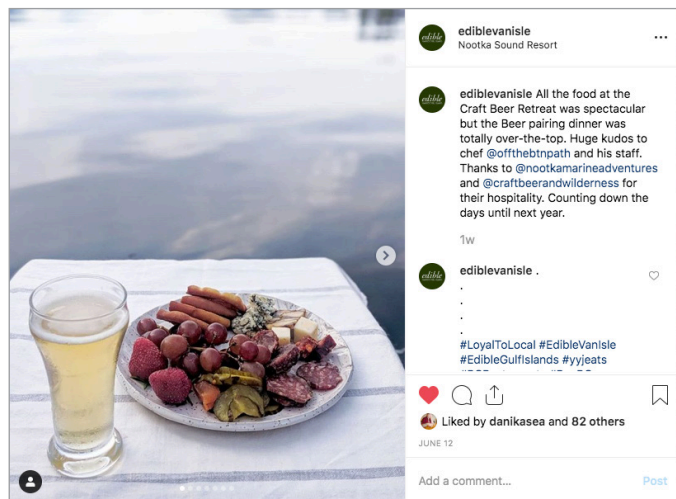 edible
ediblevanisle
Nootka Sound Resort
edible
ediblevanisle All the food at the
Craft Beer Retreat was spectacular
but the Beer pairing dinner was
totally over-the-top. Huge kudos to
chef @offthebtnpath and his staff.
Thanks to @nootkamarineadventures
and @craftbeerandwilderness for
their hospitality. Counting down the
days until next year.
1w
edible
ediblevanisle .
.
.
.
.
#LoyalToLocal #EdibleVanIsle
#EdibleGulfIslands #yyjeats
Liked by danikasea and 82 others
JUNE 12
Add a comment...
Post